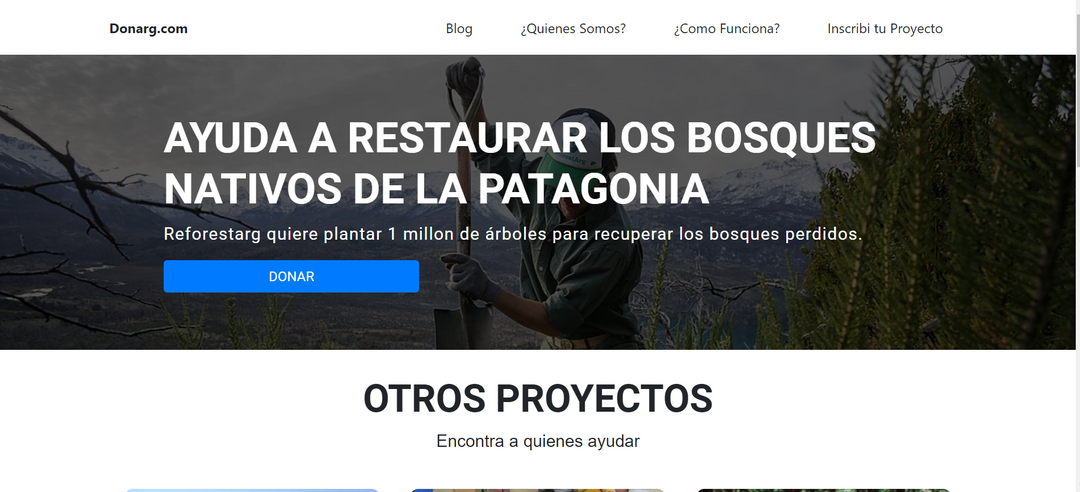 Donarg.com
Blog
¿Quienes Somos?
¿Como Funciona?
Inscribi tu Proyecto
AYUDA A RESTAURAR LOS BOSQUES
NATIVOS DE LA PATAGONIA
Reforestarg quiere plantar 1 millon de árboles para recuperar los bosques perdidos.
DONAR
OTROS PROYECTOS
Encontra a quienes ayudar